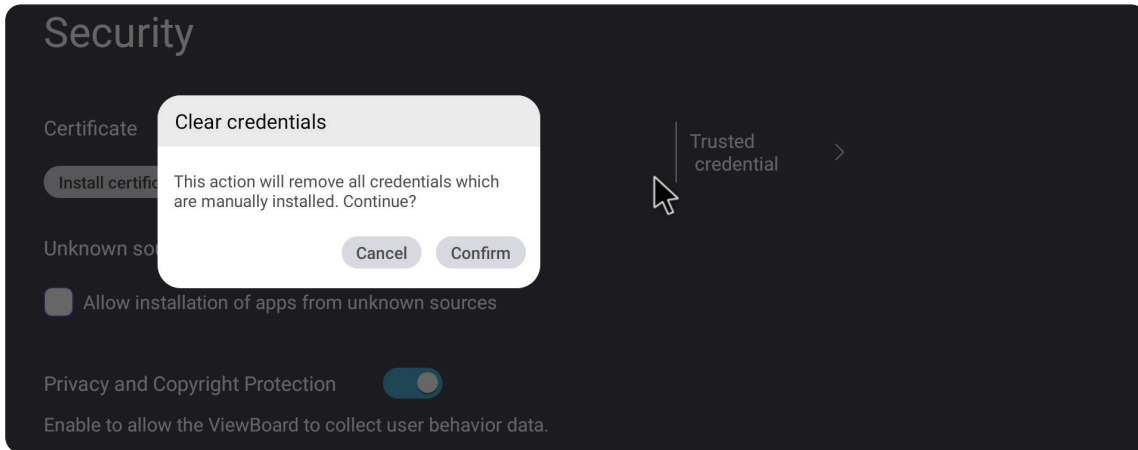 Security
Certificate
Clear credentials
Trusted
credential
Install
This action will remove all credentials which
are manually installed. Continue?
Unknown
Cancel
Confirm
Allow installation of apps from unknown sources
Privacy and Copyright Protection
Enable to allow the ViewBoard to collect user behavior data.